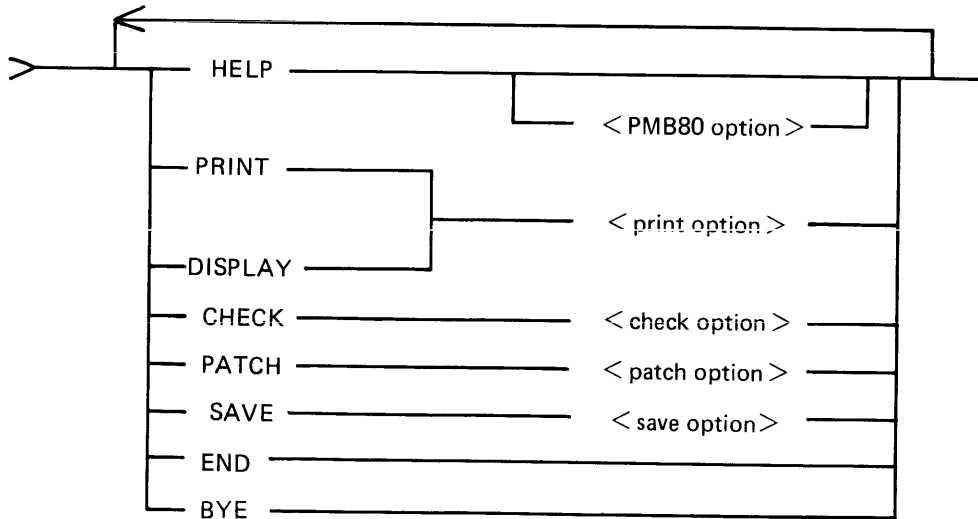 HELP
< PMB80 option >
PRINT
< print option >
DISPLAY
CHECK < check option >
PATCH < patch option >
SAVE < save option >
END
BYE